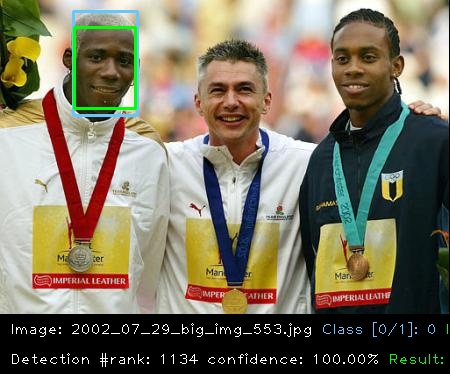 Manchester
IMPERIAL LEATHER
Manchester
IMPERIAL LEATHER
BAHAMAS
IMPERIAL LEATHER
Image: 2002_07_29_big_img_553.jpg Class [0/1]: 0
Detection #rank: 1134 confidence: 100.00% Result: